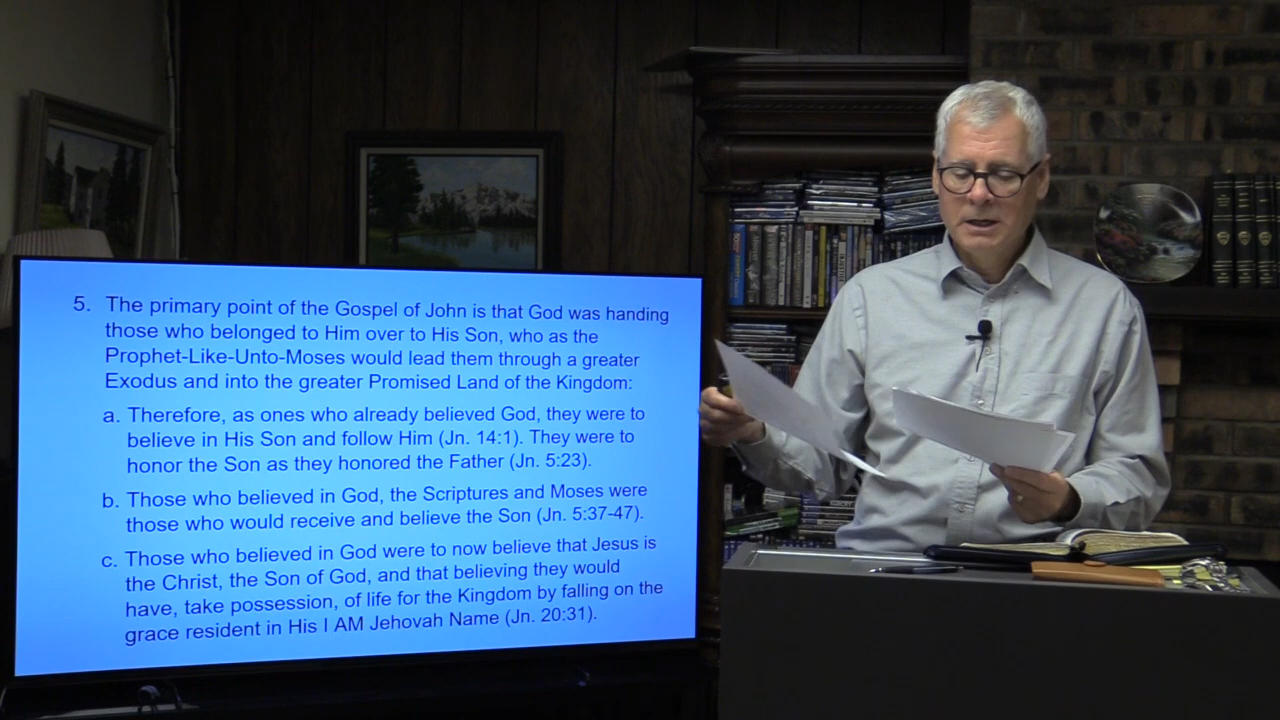 5. The primary point of the Gospel of John is that God was handing
those who belonged to Him over to His Son, who as the
Prophet-Like-Unto-Moses would lead them through a greater
Exodus and into the greater Promised Land of the Kingdom:
a. Therefore, as ones who already believed God, they were to
believe in His Son and follow Him (Jn. 14:1). They were to
honor the Son as they honored the Father (Jn. 5:23).
b. Those who believed in God, the Scriptures and Moses were
those who would receive and believe the Son (Jn. 5:37-47).
c. Those who believed in God were to now believe that Jesus is
the Christ, the Son of God, and that believing they would
have, take possession, of life for the Kingdom by falling on the
grace resident in His I AM Jehovah Name (Jn. 20:31).